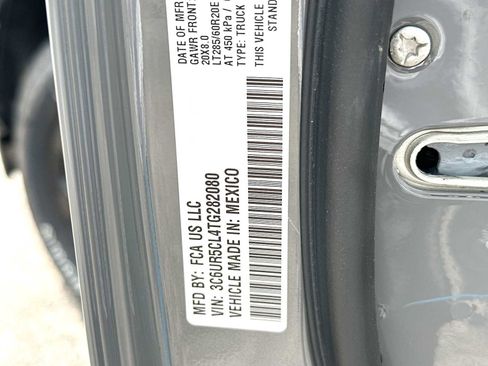 DATE OF MFR
GAWR FRONT
20X8.0
LT285/60R20E
AT 450 kPa /
TYPE: TRUCK
THIS VEHICLE
STAND
MFD BY: FCA US LLC
VIN: 3C6UR5CL4TG282080
VEHICLE MADE IN: MEXICO